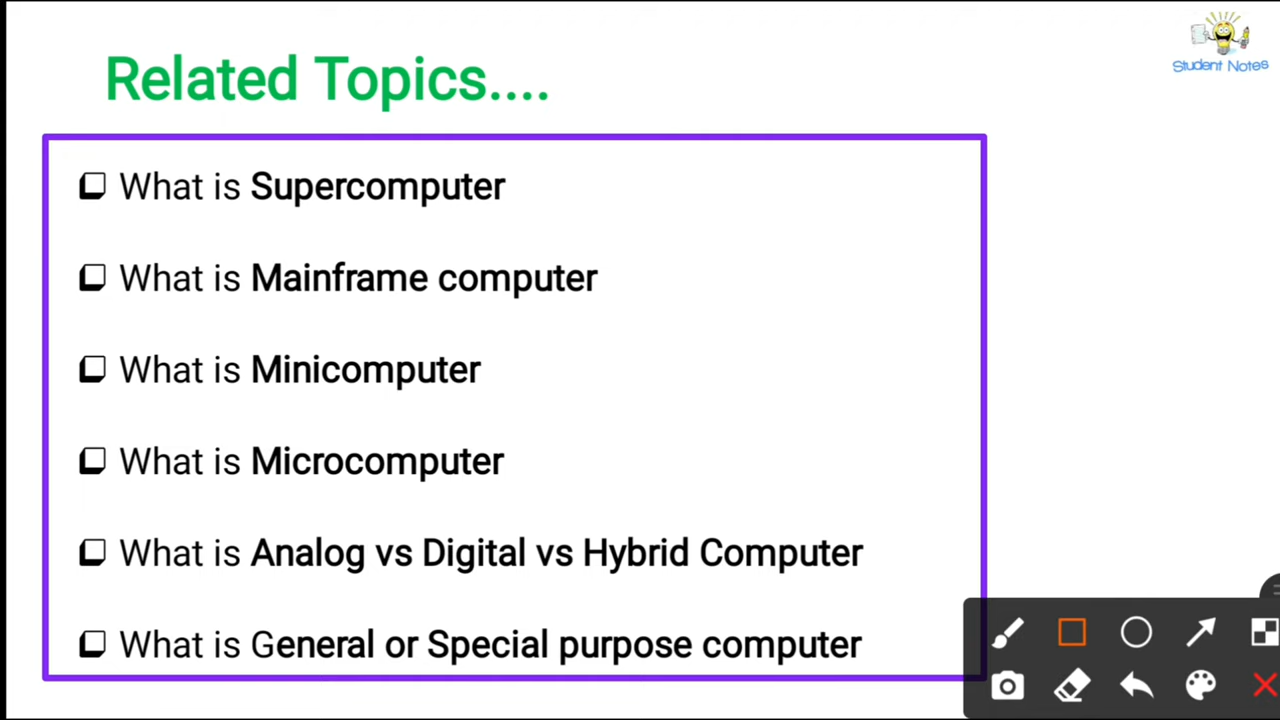 Student Notes
Related Topics....
What is Supercomputer
What is Mainframe computer
What is Minicomputer
What is Microcomputer
What is Analog vs Digital vs Hybrid Computer
What is General or Special purpose computer